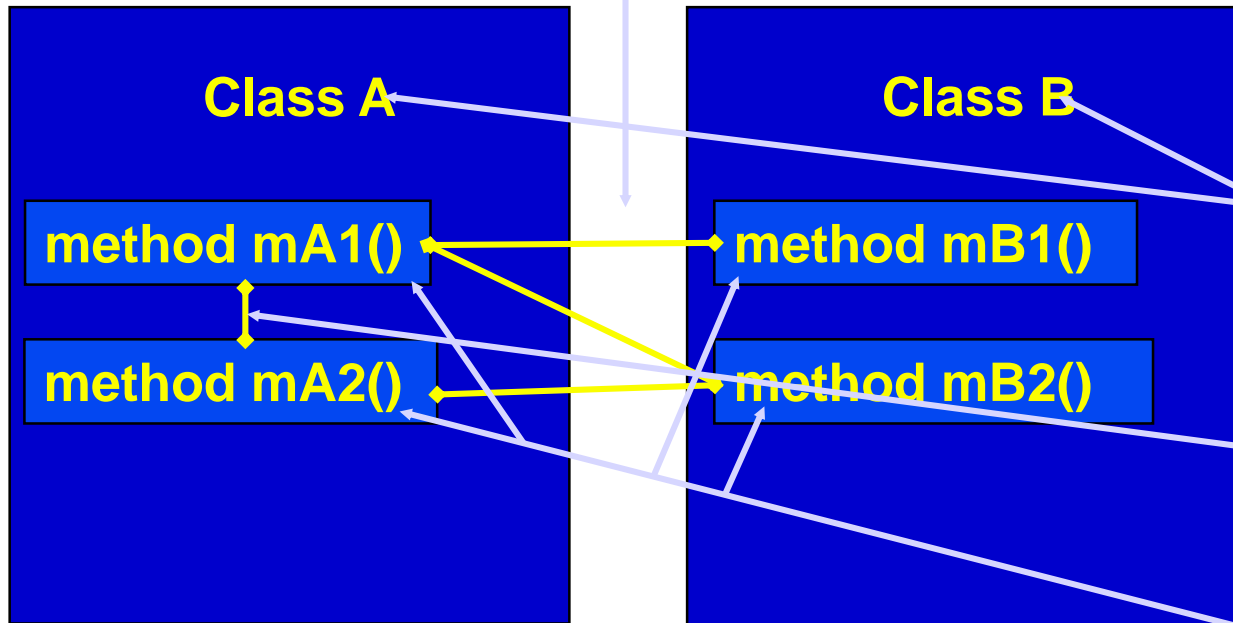 Class A
Class B
method mA1()
method mB1()
method mA2()
method mB2()